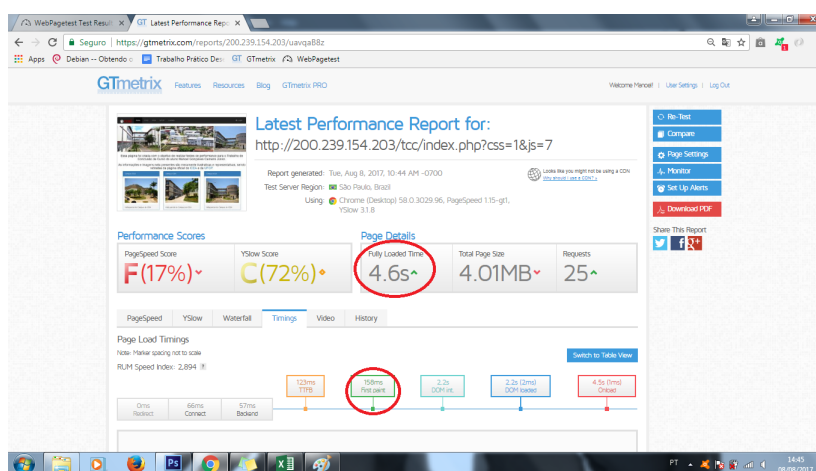 WebPagetest Test Result
GT Latest Performance Repo
Seguro | https://gtmetrix.com/reports/200.239.154.203/uavqaB8z
Apps Debian -- Obtendo o Trabalho Prático Des GT GTmetrix WebPagetest
GTmetrix Features Resources Blog GTmetrix PRO
User Settings | Log Out
Latest Performance Report for:
http://200.239.154.203/tcc/index.php?css=1&js=7
Report generated: Tue, Aug 8, 2017, 10:44 AM -0700
Test Server Region: São Paulo, Brazil
Using: Chrome (Desktop) 58.0.3029.96, PageSpeed 1.15-gt1,
YSlow 3.1.8
Looks like you might not be using a CDN
Why should I use a CDN?
Re-Test
Compare
Page Settings
Monitor
Set Up Alerts
Download PDF
Share This Report
Performance Scores
PageSpeed Score
F(17%)
YSlow Score
C(72%)
Page Details
Fully Loaded Time
4.6s
Total Page Size
4.01MB
Requests
25
PageSpeed YSlow Waterfall Timings Video History
Page Load Timings
Note: Marker spacing not to scale
RUM Speed Index: 2,894 ?
Switch to Table View
0ms
Redirect
66ms
Connect
57ms
Backend
123ms
TTFB
158ms
First paint
2.2s
DOM int.
2.2s (2ms)
DOM loaded
4.5s (1ms)
Onload
PT
14:45
08/08/2017